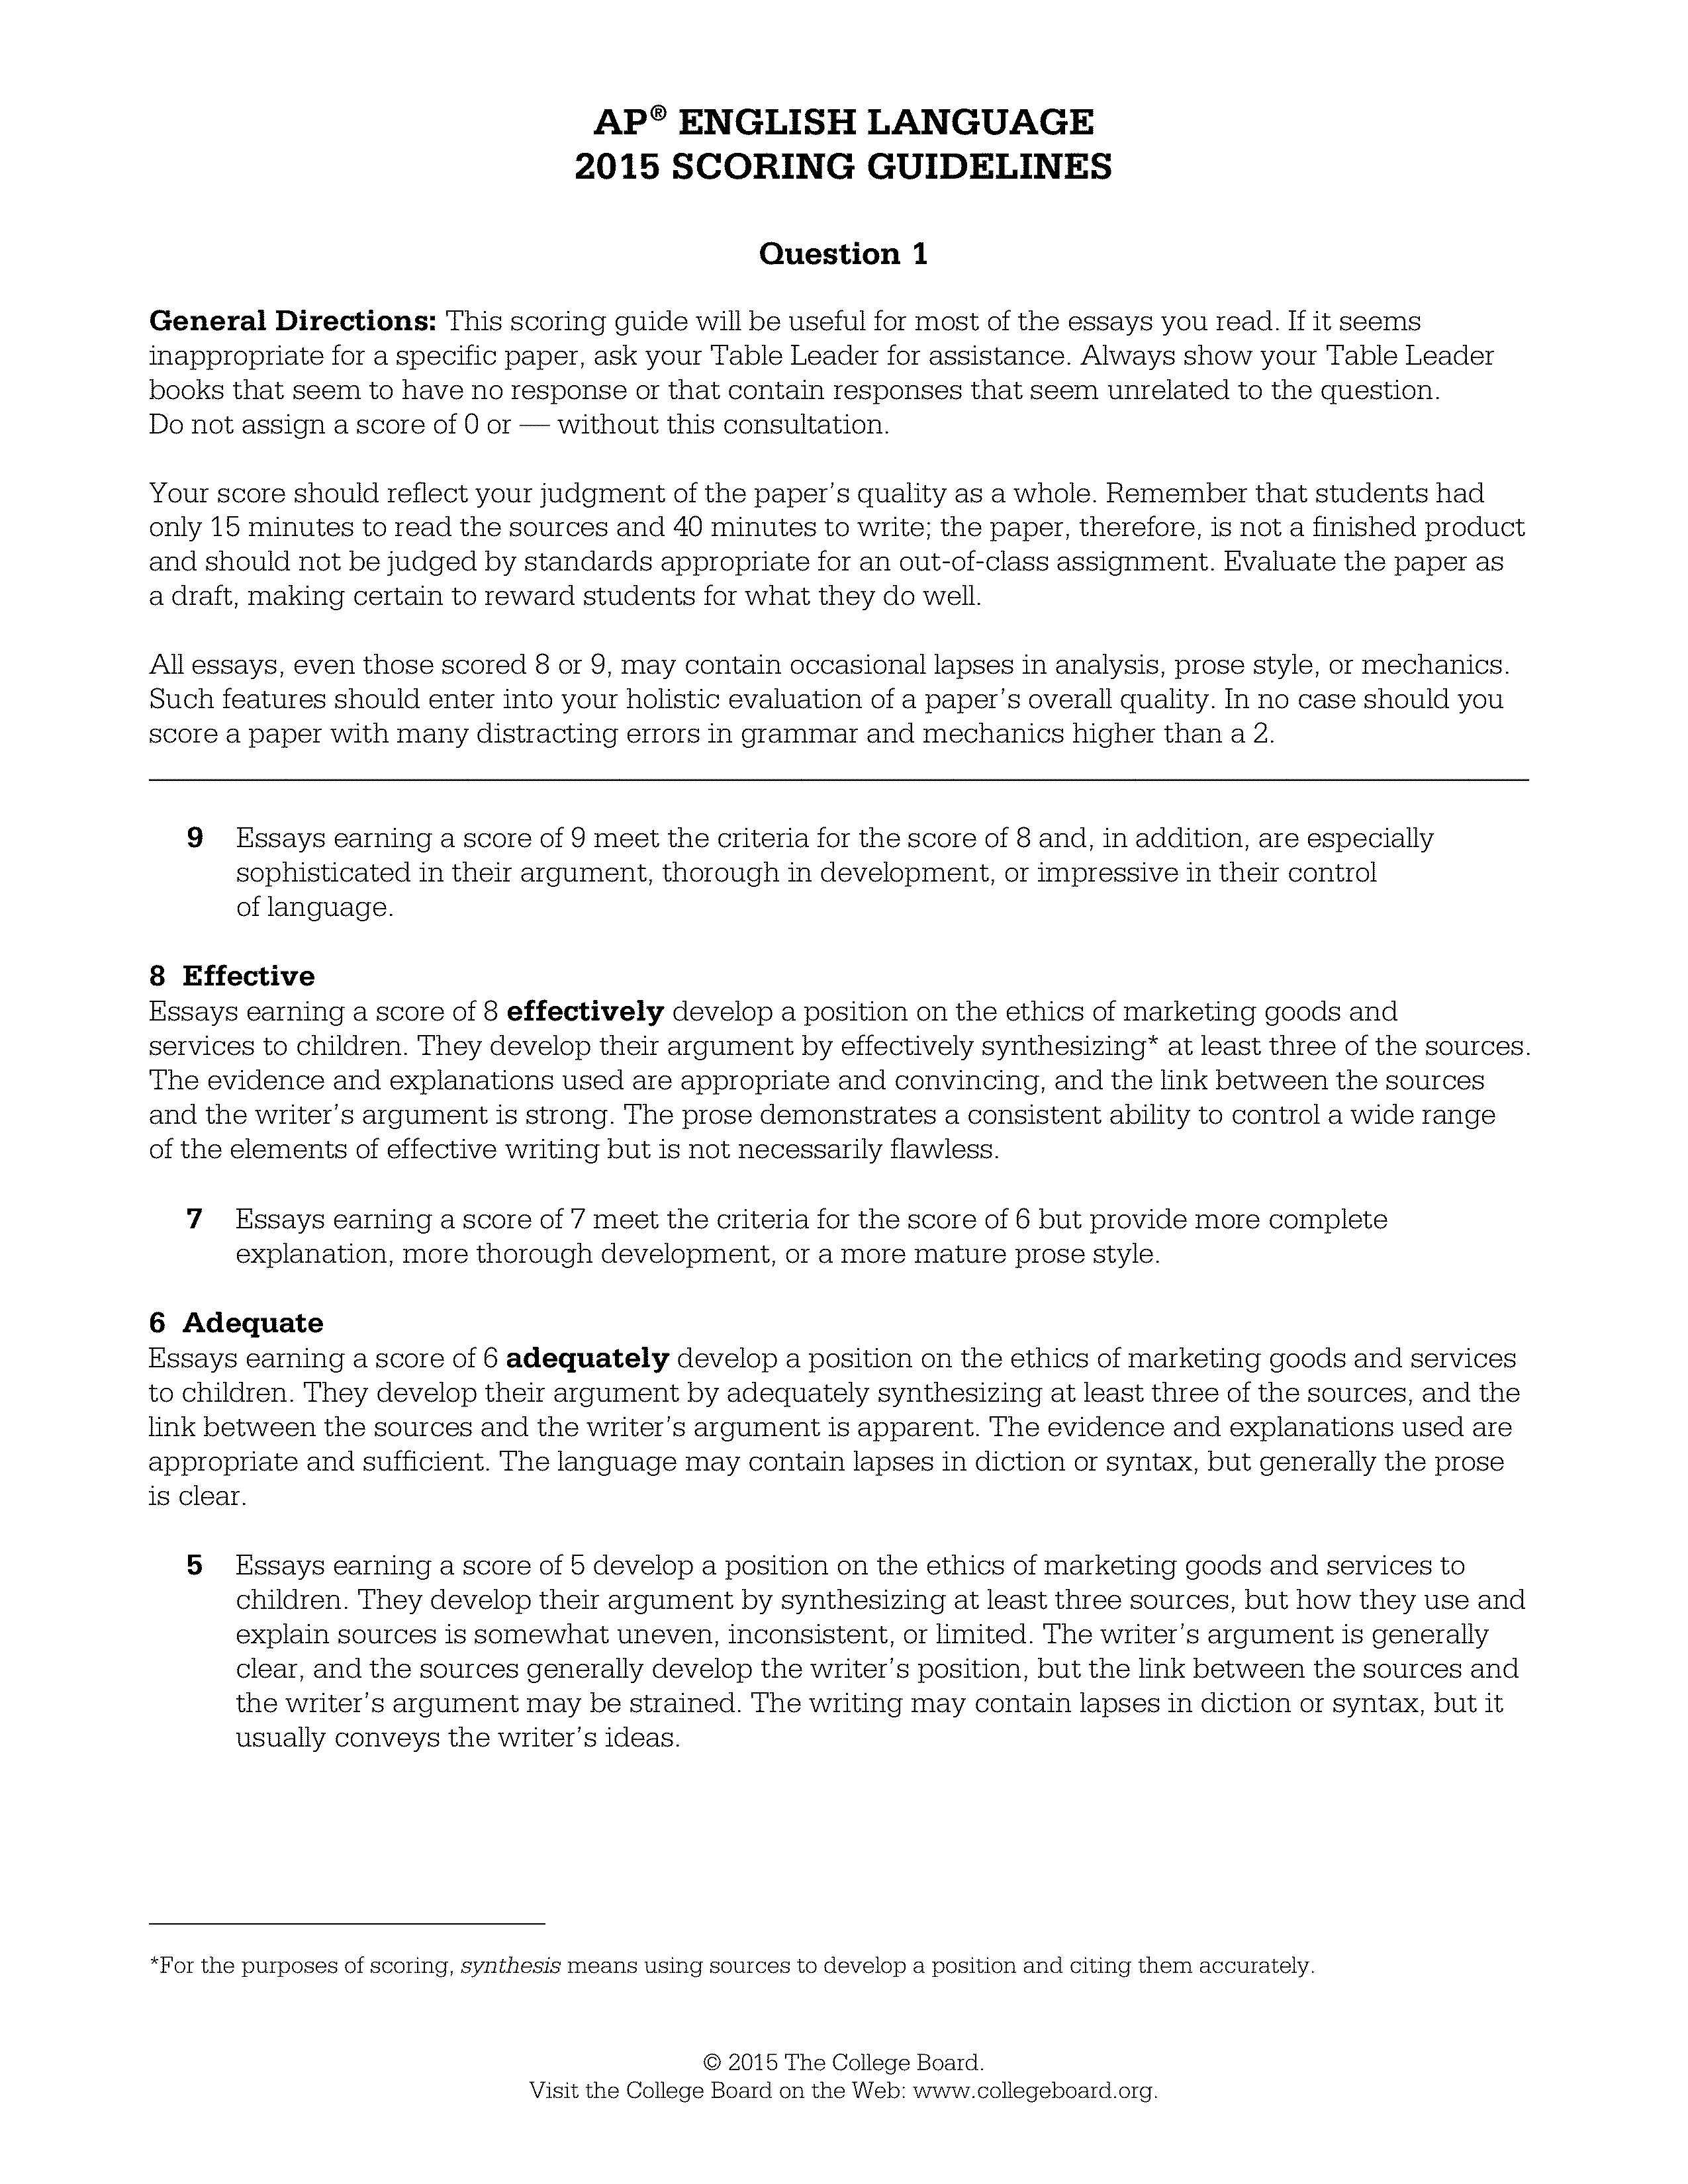 AP® ENGLISH LANGUAGE
2015 SCORING GUIDELINES
Question 1
General Directions: This scoring guide will be useful for most of the essays you read. If it seems
inappropriate for a specific paper, ask your Table Leader for assistance. Always show your Table Leader
books that seem to have no response or that contain responses that seem unrelated to the question.
Do not assign a score of 0 or — without this consultation.
Your score should reflect your judgment of the paper's quality as a whole. Remember that students had
only 15 minutes to read the sources and 40 minutes to write; the paper, therefore, is not a finished product
and should not be judged by standards appropriate for an out-of-class assignment. Evaluate the paper as
a draft, making certain to reward students for what they do well.
All essays, even those scored 8 or 9, may contain occasional lapses in analysis, prose style, or mechanics.
Such features should enter into your holistic evaluation of a paper's overall quality. In no case should you
score a paper with many distracting errors in grammar and mechanics higher than a 2.
9 Essays earning a score of 9 meet the criteria for the score of 8 and, in addition, are especially
sophisticated in their argument, thorough in development, or impressive in their control
of language.
8 Effective
Essays earning a score of 8 effectively develop a position on the ethics of marketing goods and
services to children. They develop their argument by effectively synthesizing* at least three of the sources.
The evidence and explanations used are appropriate and convincing, and the link between the sources
and the writer's argument is strong. The prose demonstrates a consistent ability to control a wide range
of the elements of effective writing but is not necessarily flawless.
7 Essays earning a score of 7 meet the criteria for the score of 6 but provide more complete
explanation, more thorough development, or a more mature prose style.
6 Adequate
Essays earning a score of 6 adequately develop a position on the ethics of marketing goods and services
to children. They develop their argument by adequately synthesizing at least three of the sources, and the
link between the sources and the writer's argument is apparent. The evidence and explanations used are
appropriate and sufficient. The language may contain lapses in diction or syntax, but generally the prose
is clear.
5 Essays earning a score of 5 develop a position on the ethics of marketing goods and services to
children. They develop their argument by synthesizing at least three sources, but how they use and
explain sources is somewhat uneven, inconsistent, or limited. The writer's argument is generally
clear, and the sources generally develop the writer's position, but the link between the sources and
the writer's argument may be strained. The writing may contain lapses in diction or syntax, but it
usually conveys the writer's ideas.
*For the purposes of scoring, synthesis means using sources to develop a position and citing them accurately.
© 2015 The College Board.
Visit the College Board on the Web: www.collegeboard.org.